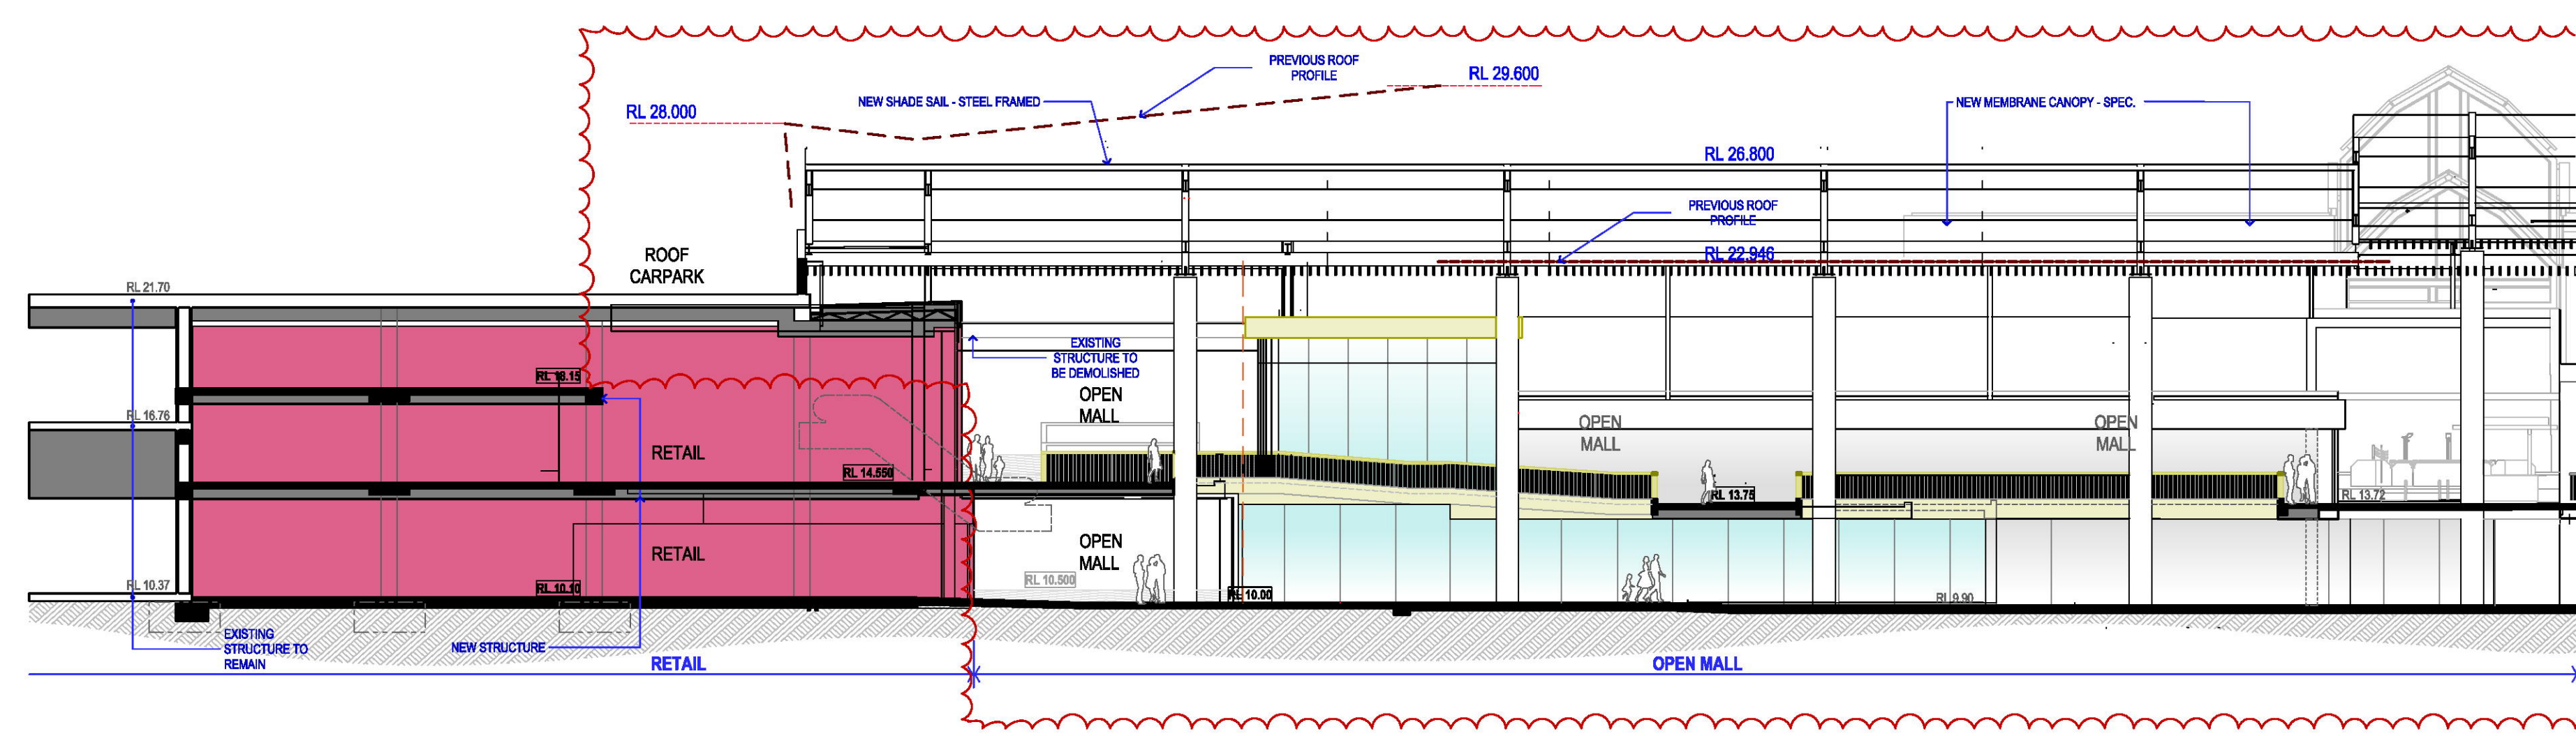 PREVIOUS ROOF
PROFILE
RL 29.600
RL 28.000
NEW SHADE SAIL - STEEL FRAMED
NEW MEMBRANE CANOPY - SPEC.
RL 26.800
PREVIOUS ROOF
PROFILE
RL 22.946
ROOF
CARPARK
RL 21.70
EXISTING
STRUCTURE TO
BE DEMOLISHED
RL 18.15
OPEN
MALL
RL 16.76
OPEN
MALL
OPEN
MALL
RETAIL
RL 14.550
RL 13.75
RL 13.72
OPEN
MALL
RETAIL
RL 10.37
RL 10.10
RL 10.500
RL 10.00
RL 9.90
EXISTING
STRUCTURE TO
REMAIN
NEW STRUCTURE
RETAIL
OPEN MALL